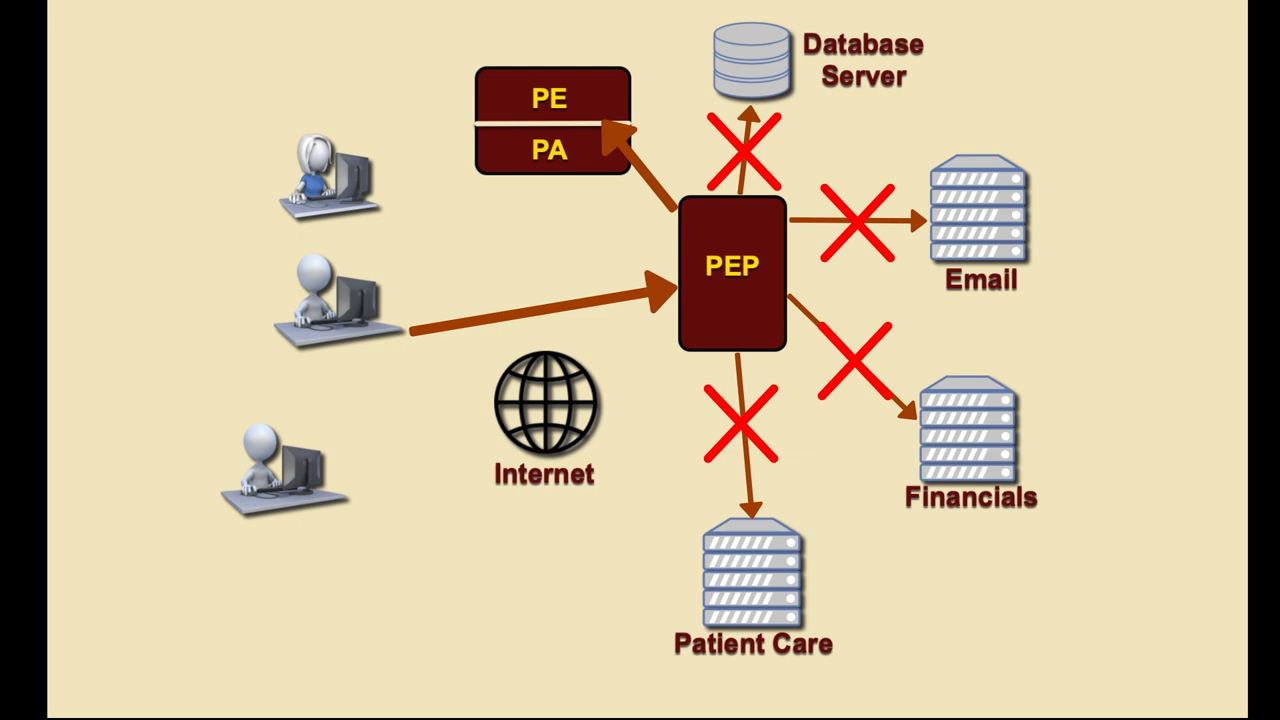 Database
Server
PE
PA
PEP
Email
Internet
Financials
Patient Care